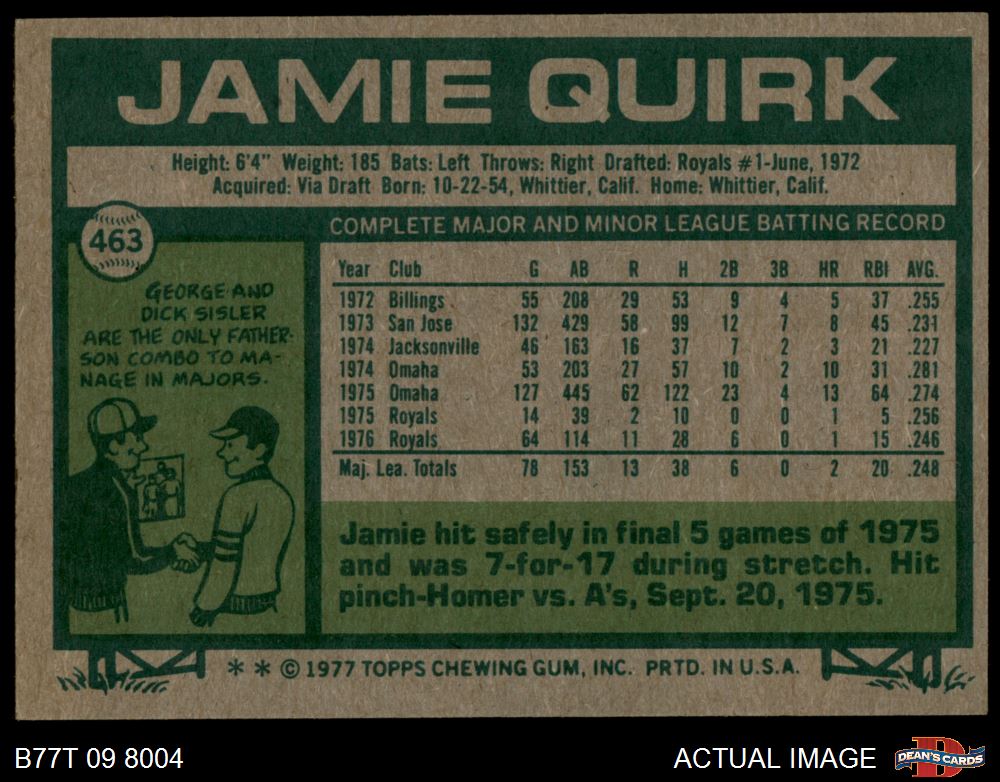 JAMIE QUIRK
Height: 6'4" Weight: 185 Bats: Left Throws: Right Drafted: Royals #1-June, 1972
Acquired: Via Draft Born: 10-22-54, Whittier, Calif. Home: Whittier, Calif.
463
GEORGE AND
DICK SISLER
ARE THE ONLY FATHER-
SON COMBO TO MA-
NAGE IN MAJORS.
COMPLETE MAJOR AND MINOR LEAGUE BATTING RECORD
Year Club G AB R H 2B 3B HR RBI AVG.
1972 Billings 55 208 29 53 9 4 5 37 .255
1973 San Jose 132 429 58 99 12 7 8 45 .231
1974 Jacksonville 46 163 16 37 7 2 3 21 .227
1974 Omaha 53 203 27 57 10 2 10 31 .281
1975 Omaha 127 445 62 122 23 4 13 64 .274
1975 Royals 14 39 2 10 0 0 1 5 .256
1976 Royals 64 114 11 28 6 0 1 15 .246
Maj. Lea. Totals 78 153 13 38 6 0 2 20 .248
Jamie hit safely in final 5 games of 1975
and was 7-for-17 during stretch. Hit
pinch-Homer vs. A's, Sept. 20, 1975.
* * © 1977 TOPPS CHEWING GUM, INC. PRTD. IN U.S.A.
B77T 09 8004
ACTUAL IMAGE
D
DEAN'S CARDS